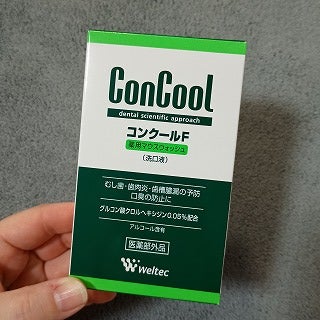 ConCool
dental scientific approach
コンクールF
薬用マウスウォッシュ
(洗口液)
むし歯・歯肉炎・歯槽膿漏の予防
口臭の防止に
グルコン酸クロルヘキシジン0.05%配合
アルコール含有
医薬部外品
Weltec